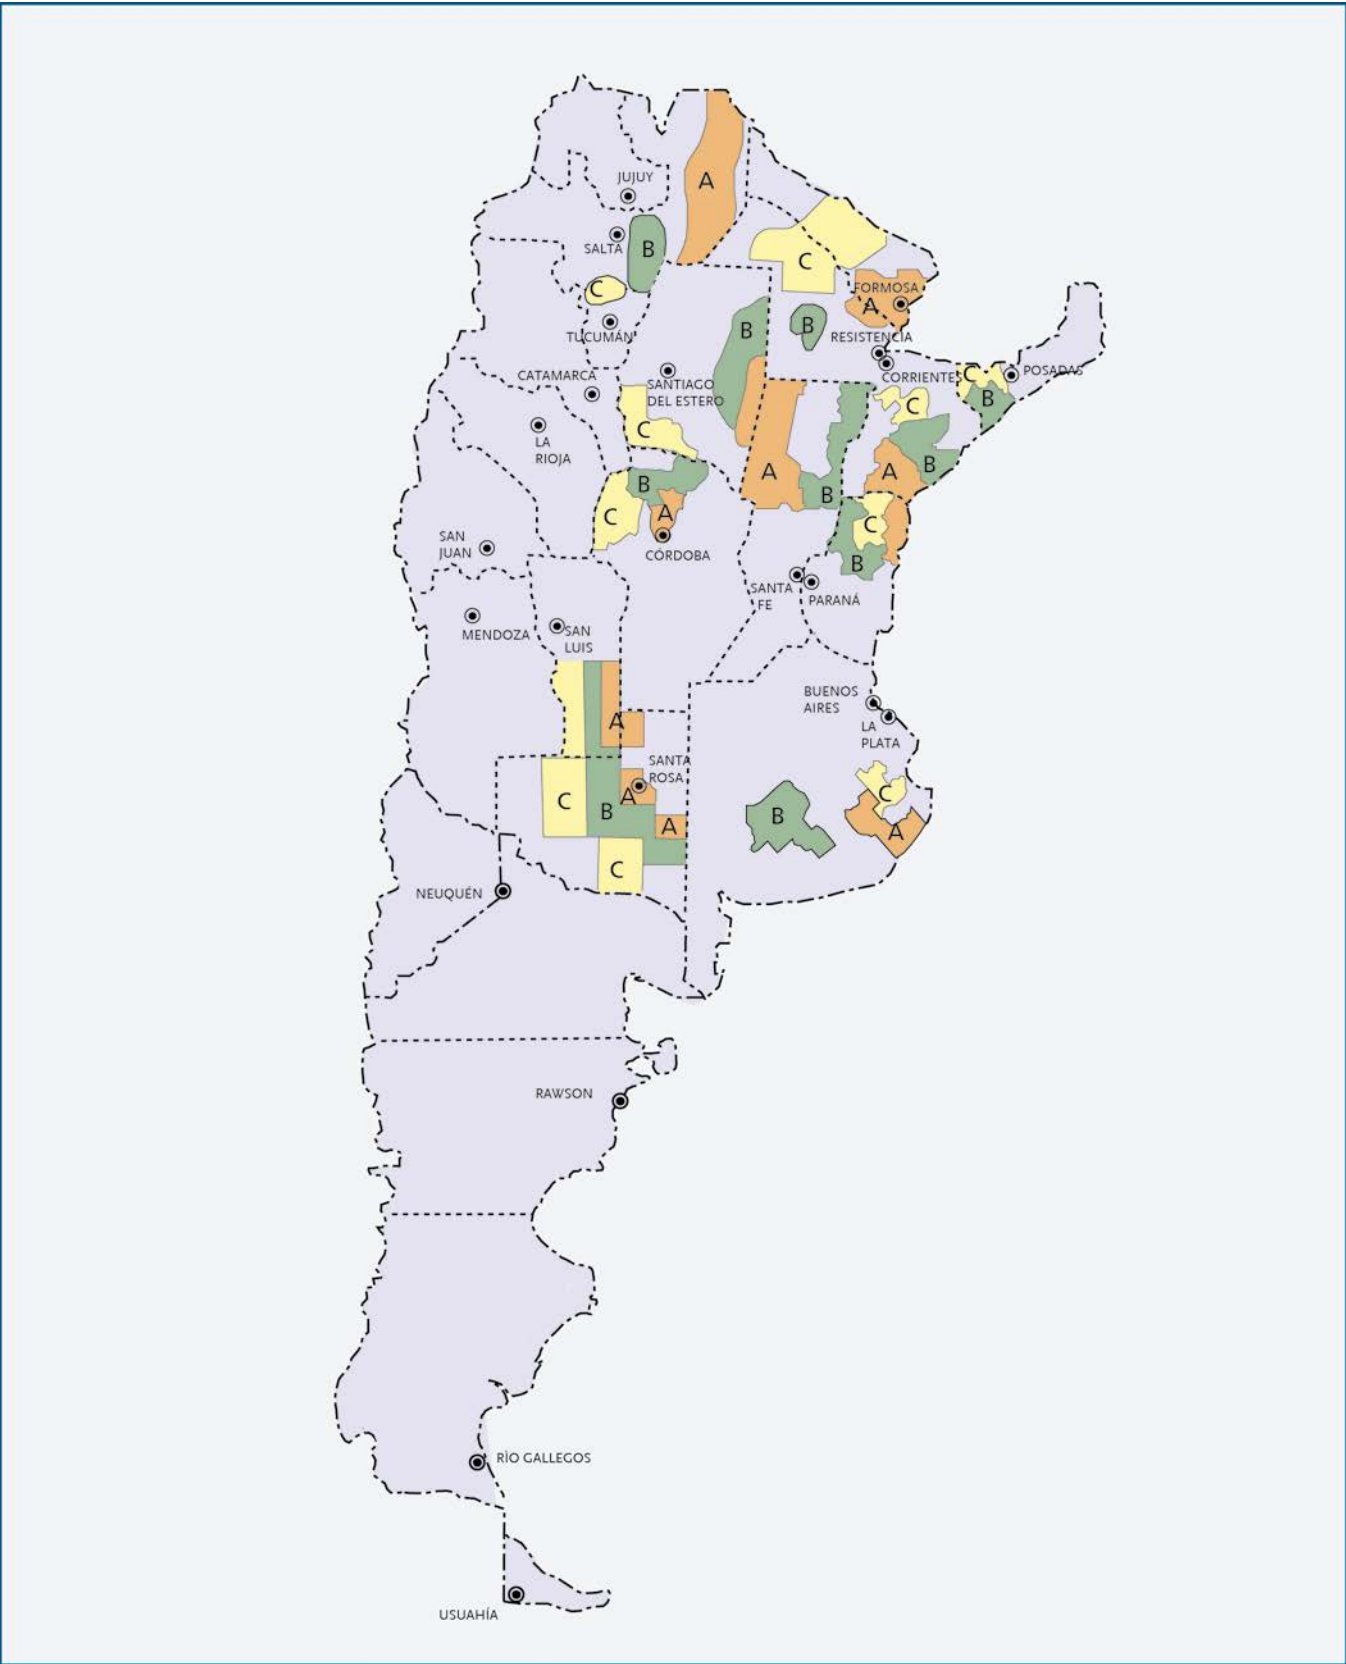 JUJUY
A
SALTA
B
C
C
FORMOSA
A
TUCUMÁN
B
B
RESISTENCIA
CATAMARCA
SANTIAGO
DEL ESTERO
CORRIENTES
C
POSADAS
B
C
LA
RIOJA
C
A
B
A
B
B
C
A
C
SAN
JUAN
CÓRDOBA
B
SANTA
FE
PARANÁ
MENDOZA
SAN
LUIS
BUENOS
AIRES
A
LA
PLATA
SANTA
ROSA
C
B
A
C
A
B
A
C
NEUQUÉN
RAWSON
RÌO GALLEGOS
USUAHÍA